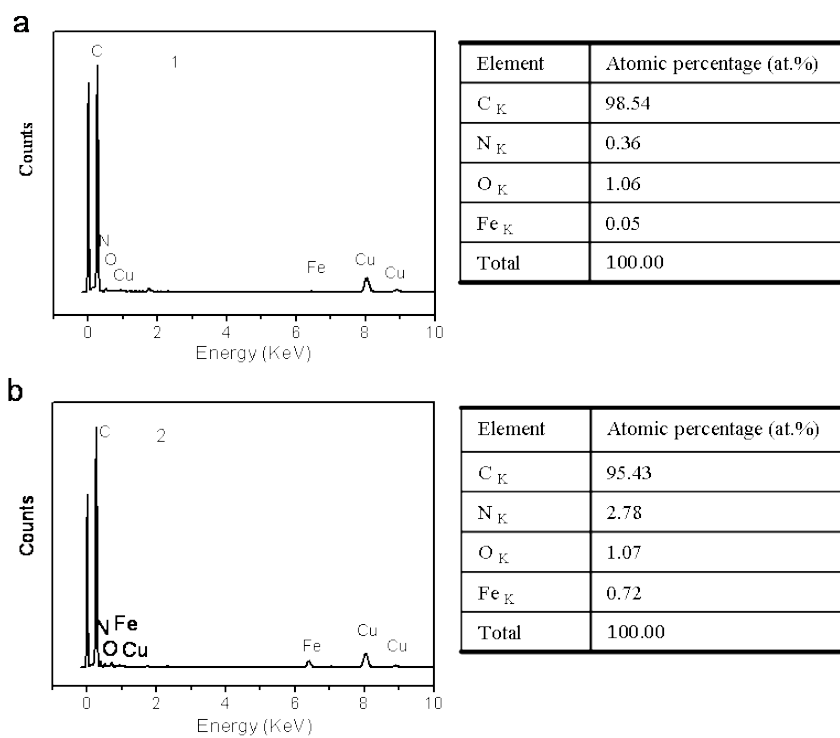 a
C
1
Counts
N
O
Cu
Fe
Cu
Cu
0 2 4 6 8 10
Energy (KeV)
Element Atomic percentage (at.%)
C K 98.54
N K 0.36
O K 1.06
Fe K 0.05
Total 100.00
b
C
2
Counts
N Fe
O Cu
Fe
Cu
Cu
0 2 4 6 8 10
Energy (KeV)
Element Atomic percentage (at.%)
C K 95.43
N K 2.78
O K 1.07
Fe K 0.72
Total 100.00